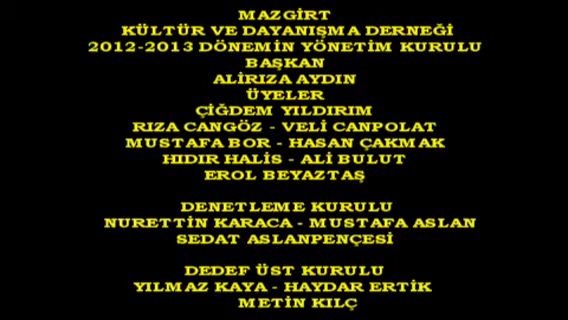 MAZGİRT
KÜLTÜR VE DAYANIŞMA DERNEĞİ
2012-2013 DÖNEMİN YÖNETİM KURULU
BAŞKAN
ALİRIZA AYDIN
ÜYELER
ÇİĞDEM YILDIRIM
RIZA CANGÖZ - VELİ CANPOLAT
MUSTAFA BOR - HASAN ÇAKMAK
HIDIR HALİS - ALİ BULUT
EROL BEYAZTAŞ
DENETLEME KURULU
NURETTİN KARACA - MUSTAFA ASLAN
SEDAT ASLANPENÇESİ
DEDEF ÜST KURULU
YILMAZ KAYA - HAYDAR ERTİK
METİN KILÇ